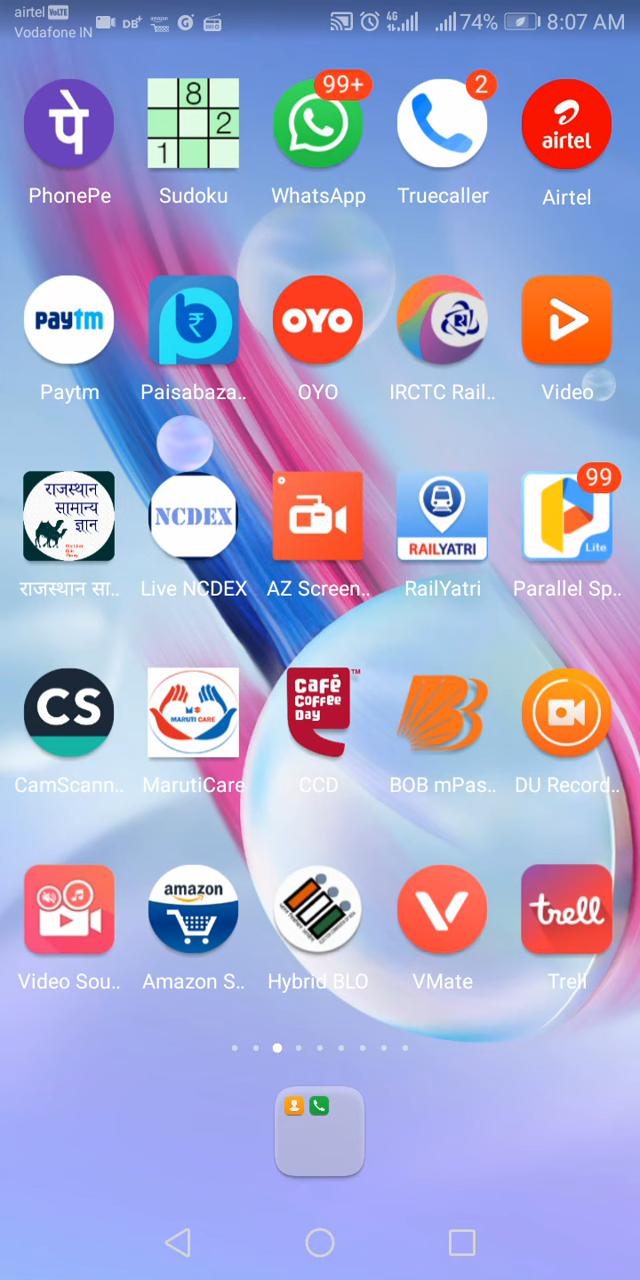 airtel VoLTE
Vodafone IN
DB+
4G
74%
8:07 AM
99+
2
पे
8
2
1
airtel
PhonePe
Sudoku
WhatsApp
Truecaller
Airtel
paytm
₹
OYO
Paytm
Paisabaza..
OYO
IRCTC Rail..
Video
99
राजस्थान
सामान्य
ज्ञान
NCDEX
RAILYATRI
Lite
राजस्थान सा..
Live NCDEX
AZ Screen..
RailYatri
Parallel Sp..
CS
MARUTI CARE
Café
Coffee
Day
TM
CamScann..
MarutiCare
CCD
BOB mPas..
DU Record..
amazon
trell
Video Sou..
Amazon S..
Hybrid BLO
VMate
Trell